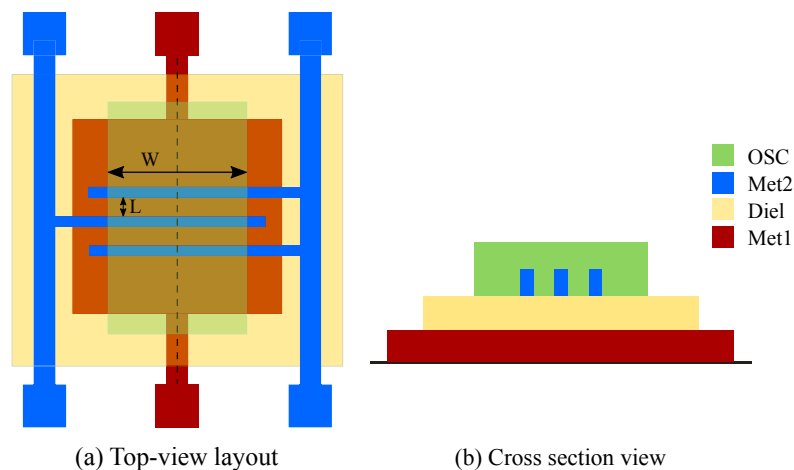 W
L
OSC
Met2
Diel
Met1
(a) Top-view layout
(b) Cross section view